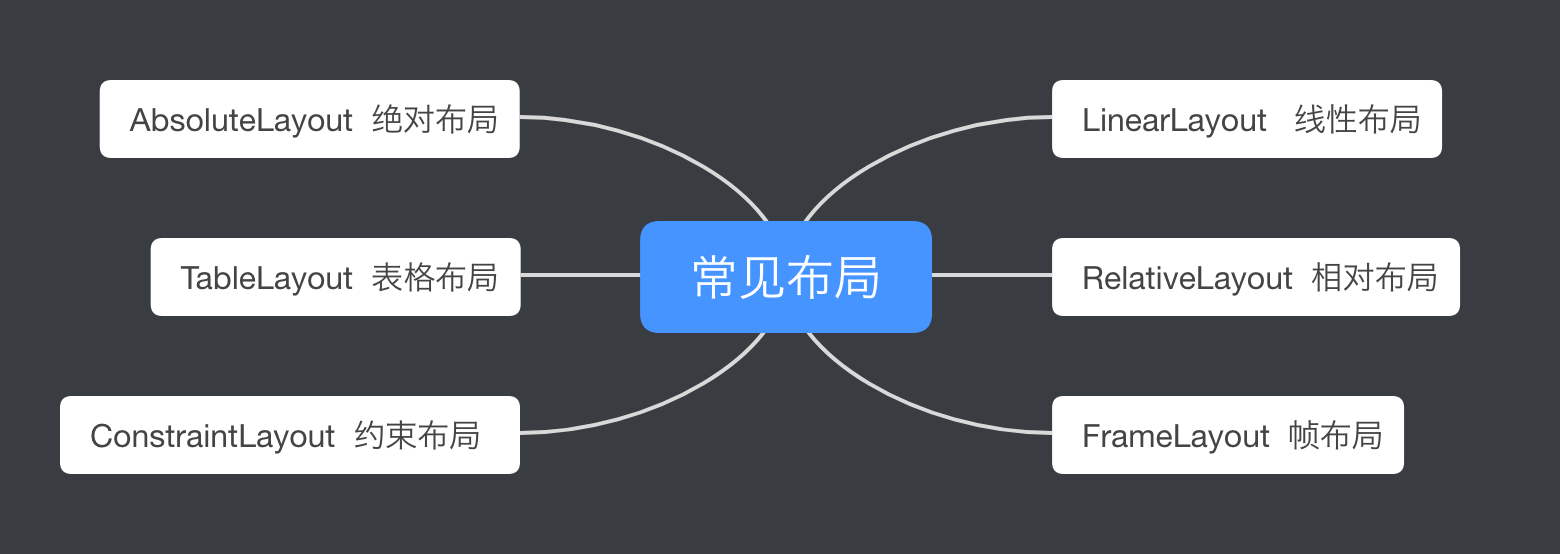 AbsoluteLayout 绝对布局
LinearLayout 线性布局
TableLayout 表格布局
常见布局
RelativeLayout 相对布局
ConstraintLayout 约束布局
FrameLayout 帧布局